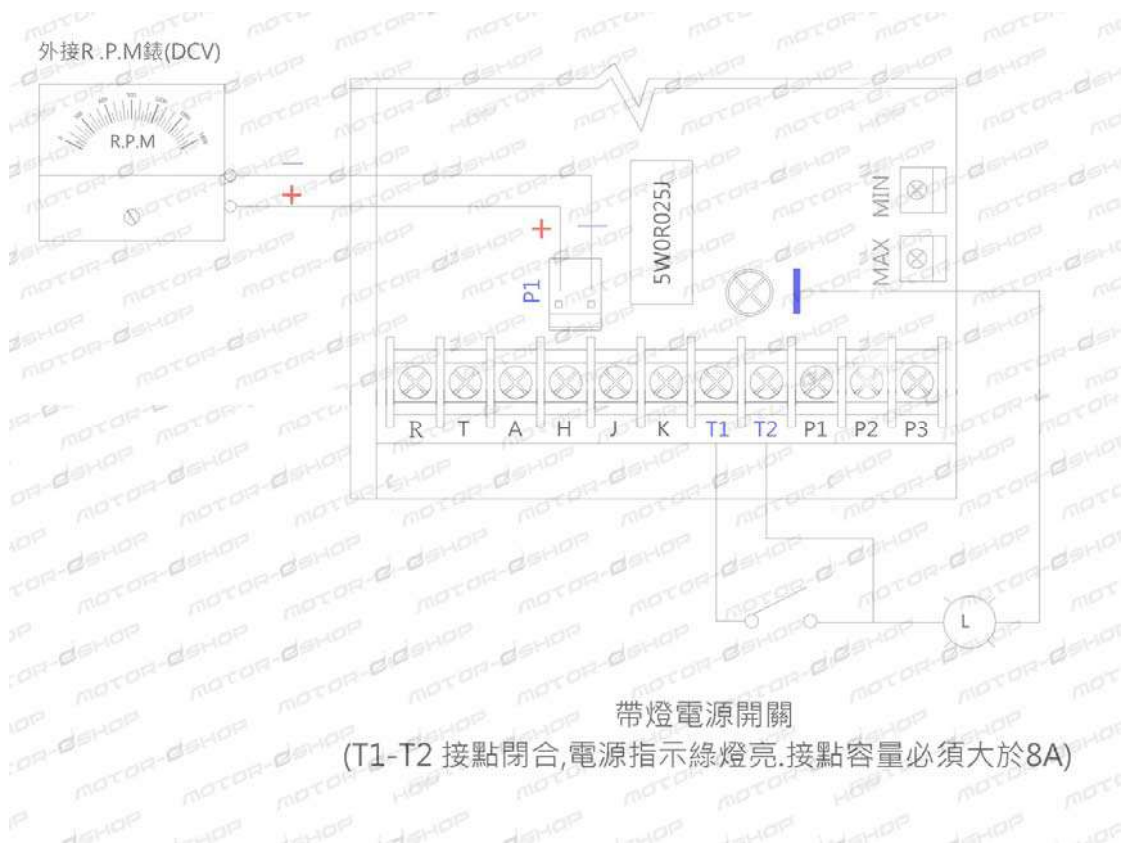 外接R .P.M錶(DCV)
R.P.M
+ —
+ —
P1
5W0R025J
MIN
MAX
R T A H J K T1 T2 P1 P2 P3
L
帶燈電源開關
(T1-T2 接點閉合,電源指示綠燈亮.接點容量必須大於8A)
MOTOR-DSHOP